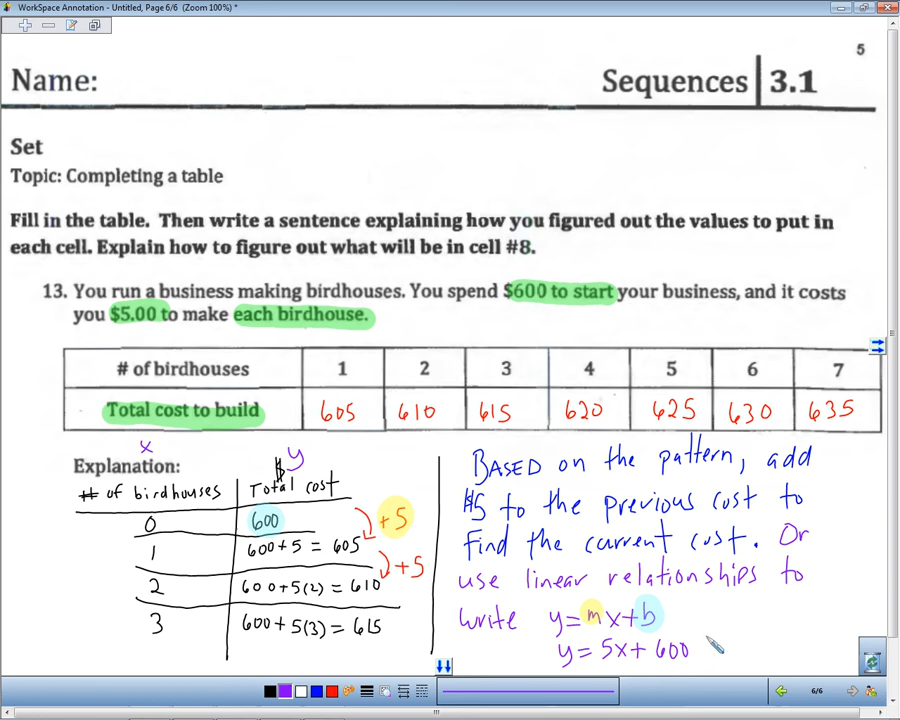 WorkSpace Annotation - Untitled, Page 6/6 (Zoom 100%)
5
Name:
Sequences 3.1
Set
Topic: Completing a table
Fill in the table. Then write a sentence explaining how you figured out the values to put in
each cell. Explain how to figure out what will be in cell #8.
13. You run a business making birdhouses. You spend $600 to start your business, and it costs
you $5.00 to make each birdhouse.
# of birdhouses 1 2 3 4 5 6 7
Total cost to build 605 610 615 620 625 630 635
x
Explanation:
$ y
# of birdhouses Total cost
0 600
+5
1 600+5 = 605
+5
2 600+5(2) = 610
3 600+5(3) = 615
BASED on the pattern, add
$5 to the previous cost to
find the current cost. Or
use linear relationships to
write y=mx+b
y=5x+600
6/6